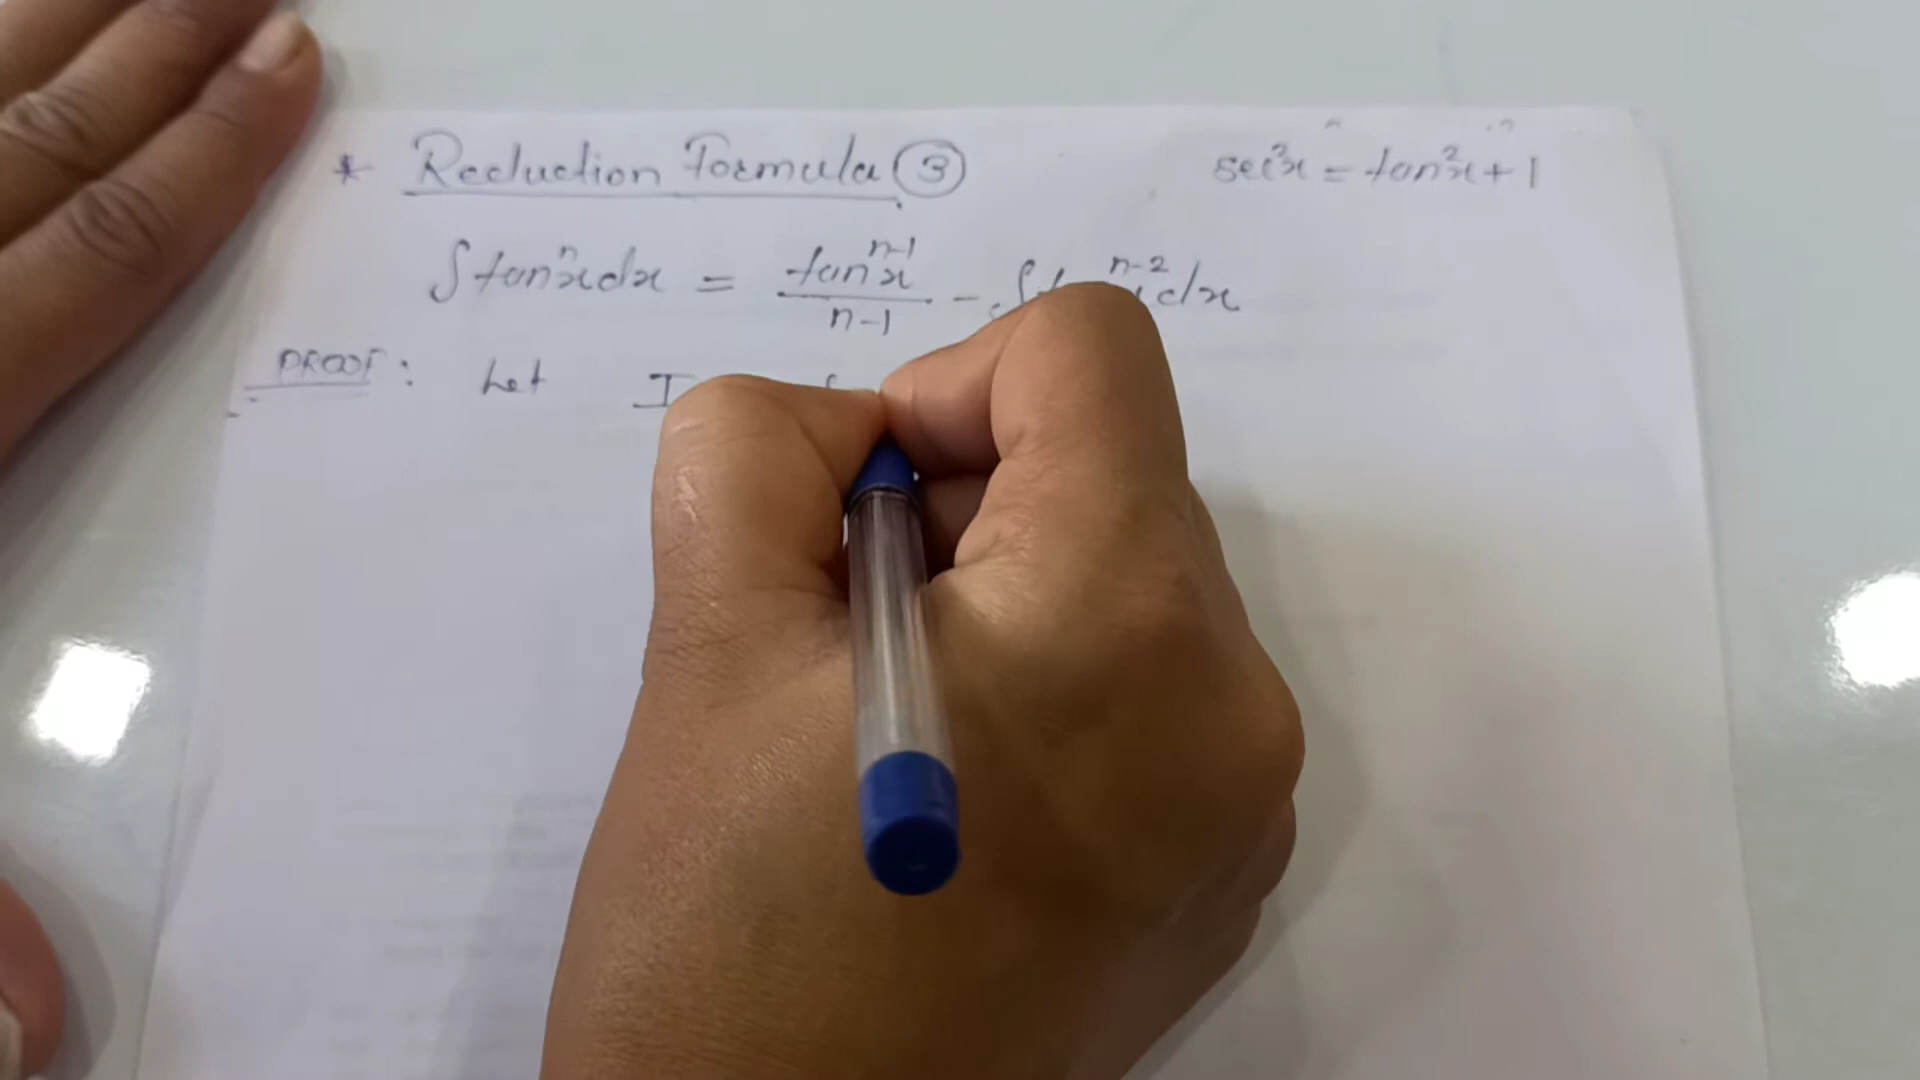 * Reduction Formula ③
sec²x = tan²x + 1
∫tanⁿx dx = tanⁿ⁻¹x / n-1 - ∫ ⁿ⁻² dx
PROOF : Let I